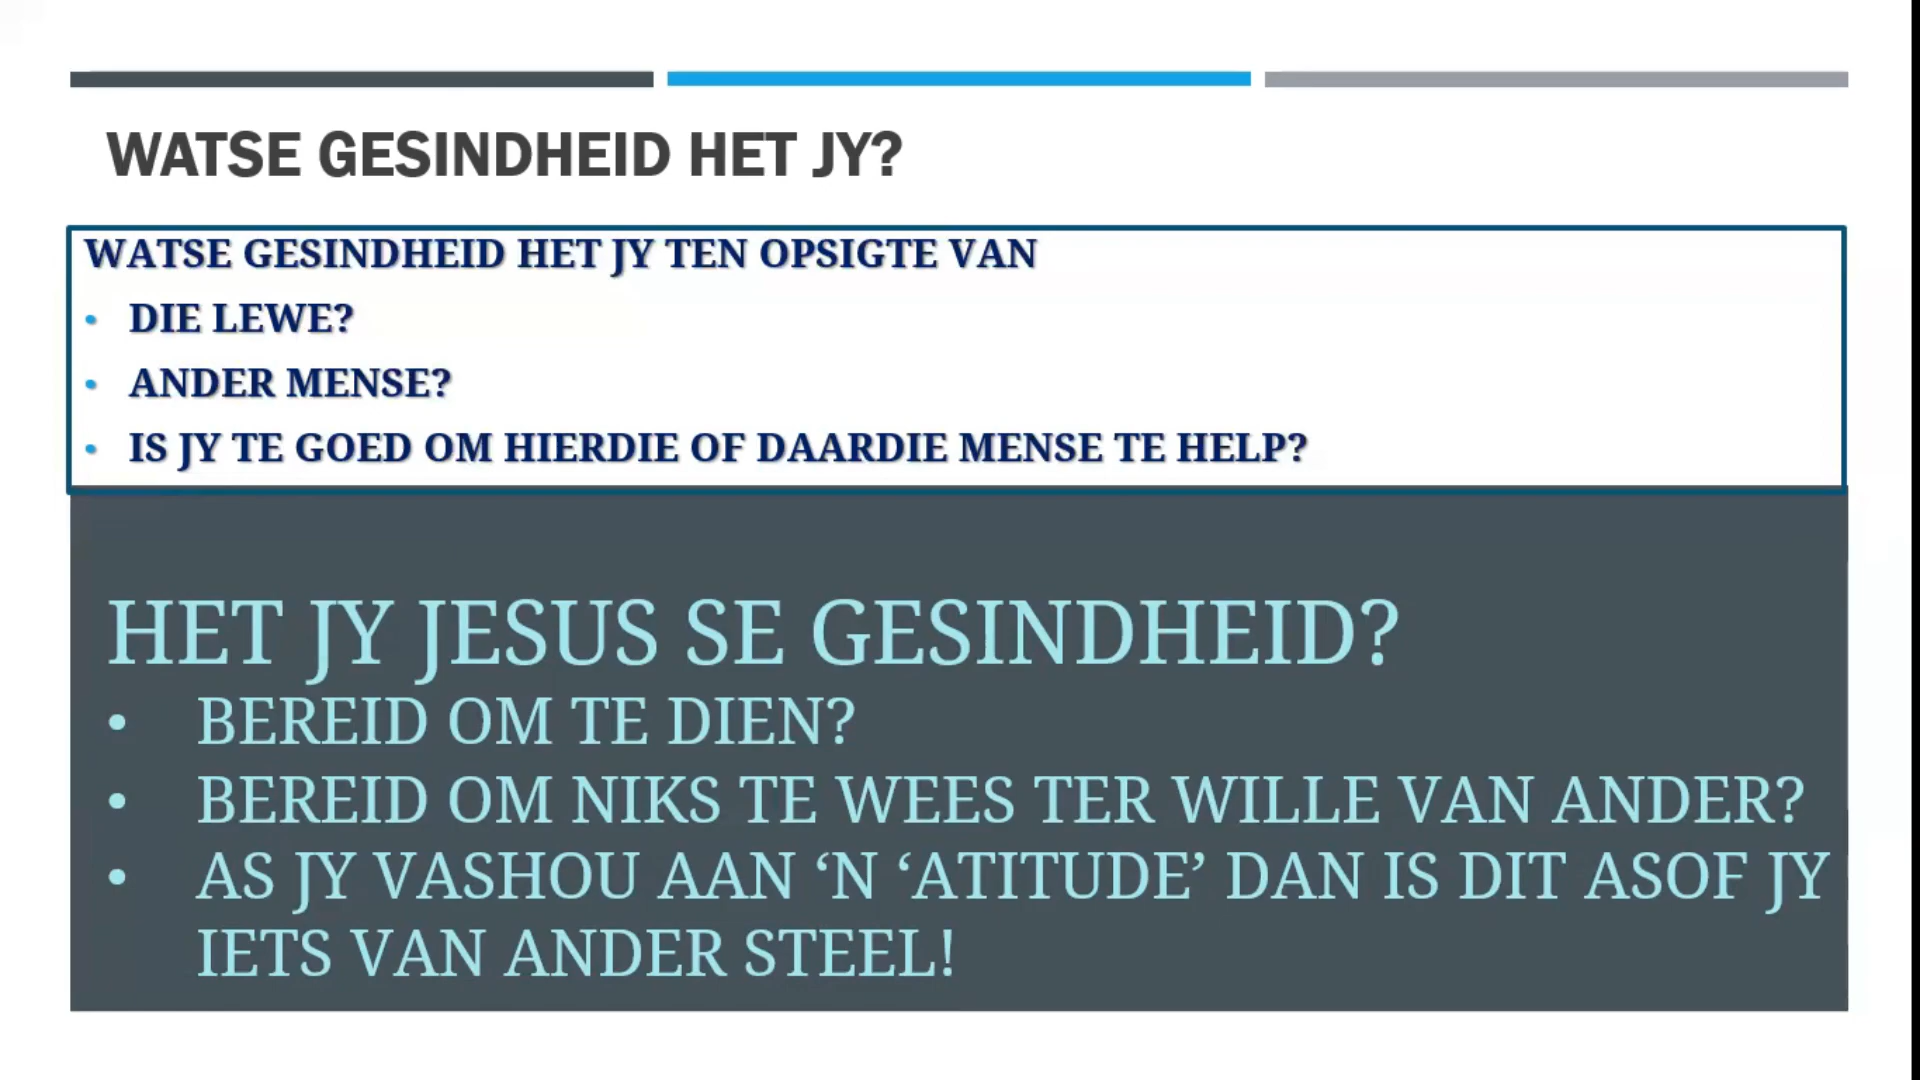 WATSE GESINDHEID HET JY?
WATSE GESINDHEID HET JY TEN OPSIGTE VAN
• DIE LEWE?
• ANDER MENSE?
• IS JY TE GOED OM HIERDIE OF DAARDIE MENSE TE HELP?
HET JY JESUS SE GESINDHEID?
• BEREID OM TE DIEN?
• BEREID OM NIKS TE WEES TER WILLE VAN ANDER?
• AS JY VASHOU AAN ‘N ‘ATITUDE’ DAN IS DIT ASOF JY
IETS VAN ANDER STEEL!